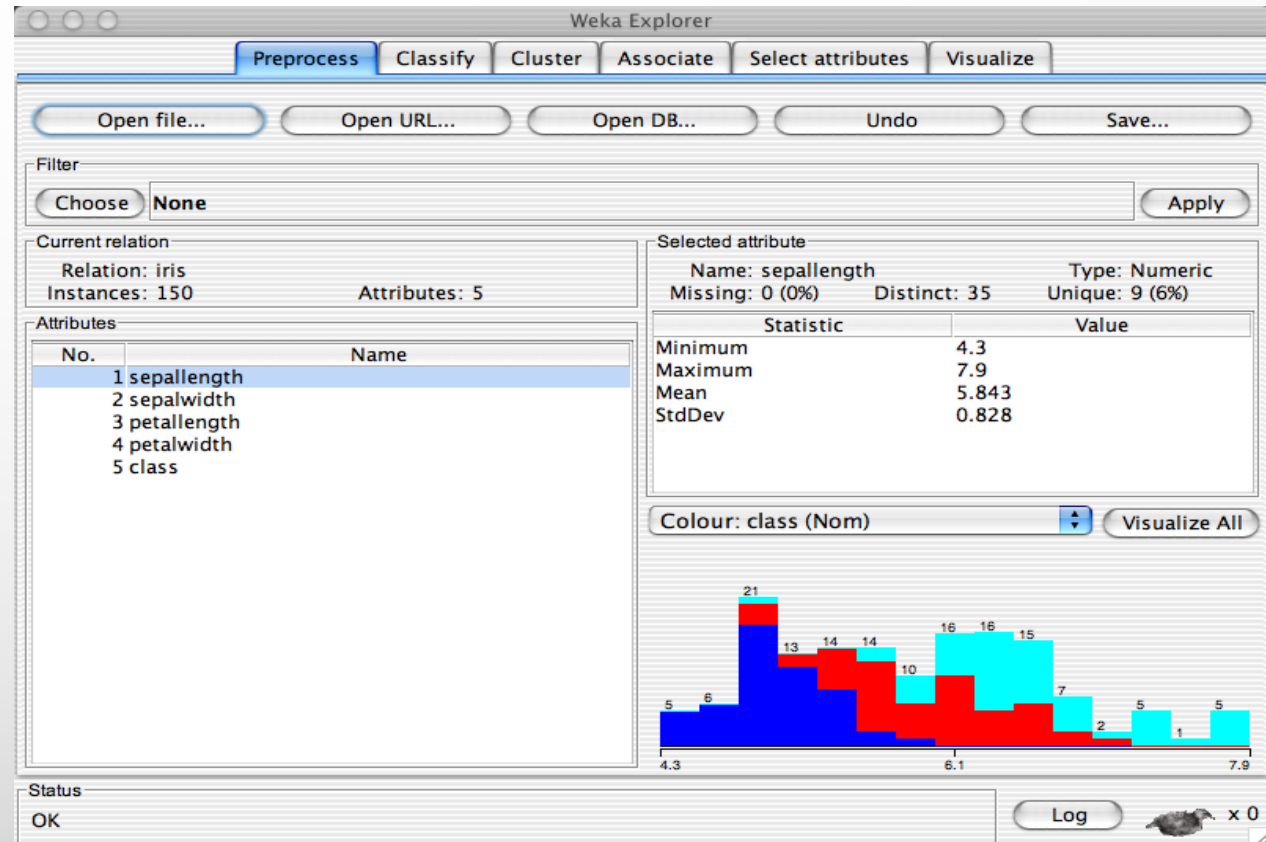 Weka Explorer
Preprocess Classify Cluster Associate Select attributes Visualize
Open file... Open URL... Open DB... Undo Save...
Filter
Choose None Apply
Current relation
Relation: iris
Instances: 150 Attributes: 5
Attributes
No. Name
1 sepallength
2 sepalwidth
3 petallength
4 petalwidth
5 class
Selected attribute
Name: sepallength Type: Numeric
Missing: 0 (0%) Distinct: 35 Unique: 9 (6%)
Statistic Value
Minimum 4.3
Maximum 7.9
Mean 5.843
StdDev 0.828
Colour: class (Nom) Visualize All
5 6 21 13 14 14 10 16 16 15 7 2 5 1 5
4.3 6.1 7.9
Status
OK
Log x 0